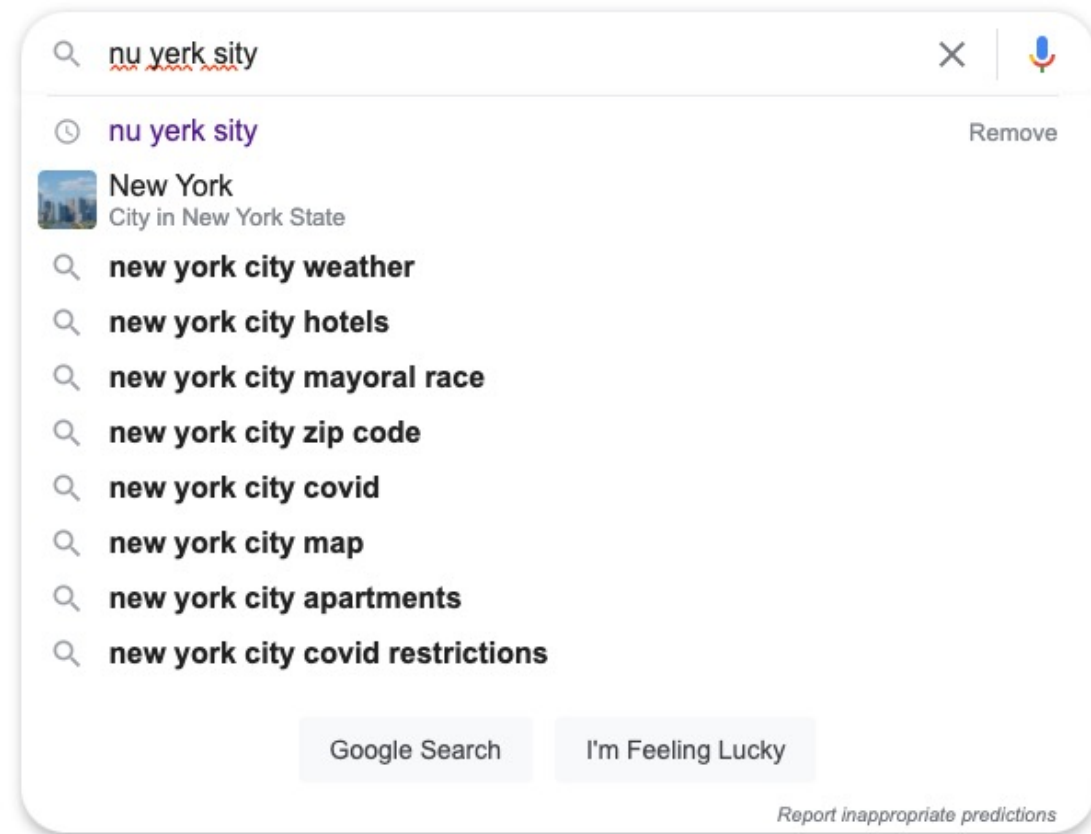 nu yerk sity
nu yerk sity Remove
New York
City in New York State
new york city weather
new york city hotels
new york city mayoral race
new york city zip code
new york city covid
new york city map
new york city apartments
new york city covid restrictions
Google Search I'm Feeling Lucky
Report inappropriate predictions